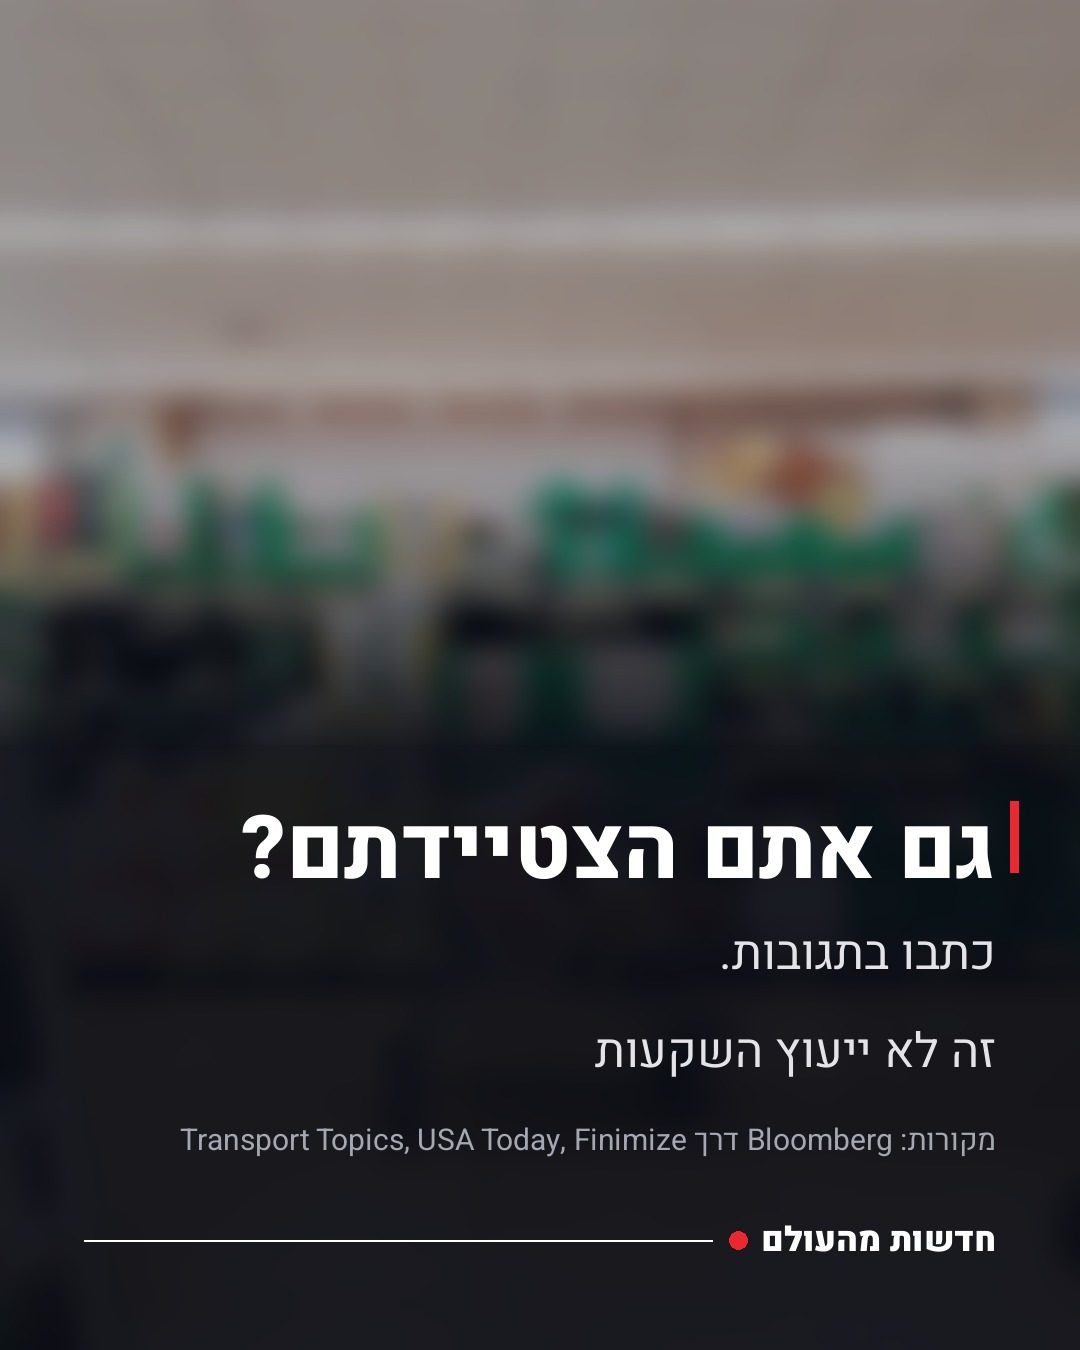 גם אתם הצטיידתם?
כתבו בתגובות.
זה לא ייעוץ השקעות
מקורות: Bloomberg דרך Transport Topics, USA Today, Finimize
חדשות מהעולם